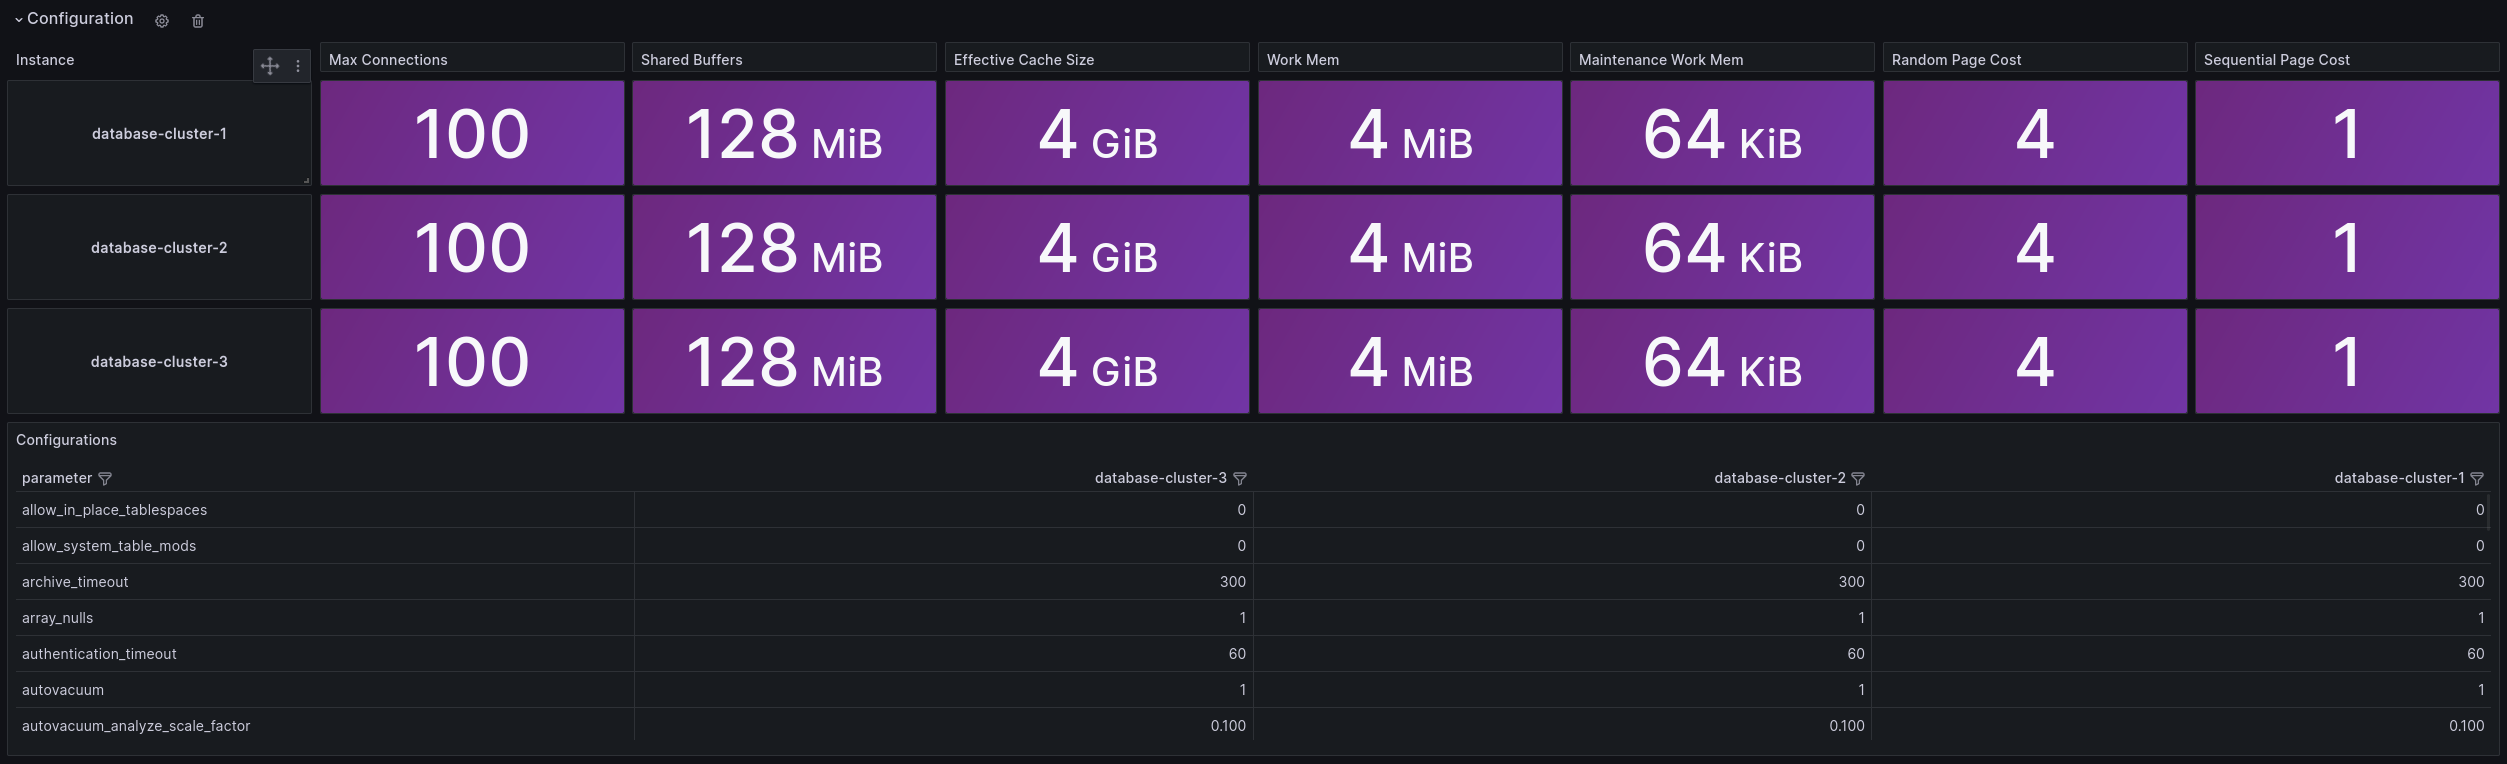 Configuration
Instance Max Connections Shared Buffers Effective Cache Size Work Mem Maintenance Work Mem Random Page Cost Sequential Page Cost
database-cluster-1 100 128 MiB 4 GiB 4 MiB 64 KiB 4 1
database-cluster-2 100 128 MiB 4 GiB 4 MiB 64 KiB 4 1
database-cluster-3 100 128 MiB 4 GiB 4 MiB 64 KiB 4 1
Configurations
parameter database-cluster-3 database-cluster-2 database-cluster-1
allow_in_place_tablespaces 0 0 0
allow_system_table_mods 0 0 0
archive_timeout 300 300 300
array_nulls 1 1 1
authentication_timeout 60 60 60
autovacuum 1 1 1
autovacuum_analyze_scale_factor 0.100 0.100 0.100